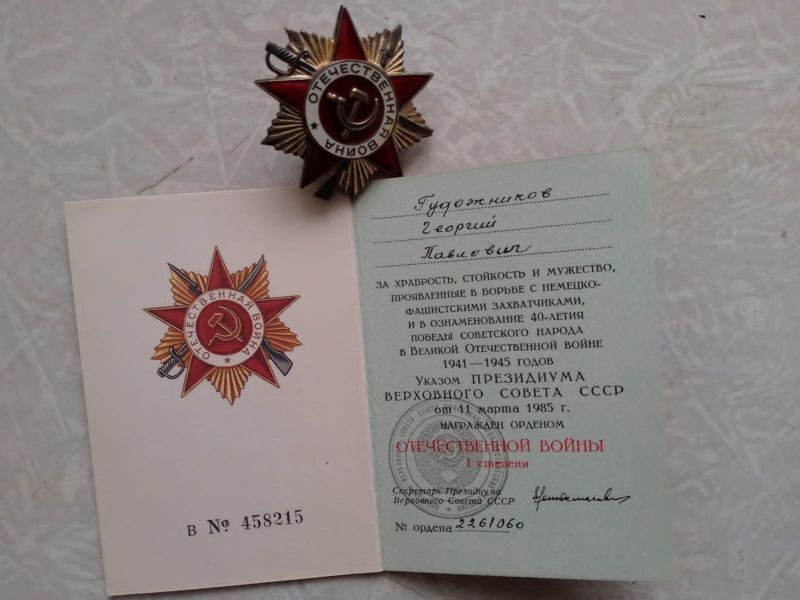 ОТЕЧЕСТВЕННАЯ ВОЙНА
ОТЕЧЕСТВЕННАЯ ВОЙНА
В № 458215
Гудожников
Георгий
Павлович
ЗА ХРАБРОСТЬ, СТОЙКОСТЬ И МУЖЕСТВО,
ПРОЯВЛЕННЫЕ В БОРЬБЕ С НЕМЕЦКО-
ФАШИСТСКИМИ ЗАХВАТЧИКАМИ,
И В ОЗНАМЕНОВАНИЕ 40-ЛЕТИЯ
ПОБЕДЫ СОВЕТСКОГО НАРОДА
В ВЕЛИКОЙ ОТЕЧЕСТВЕННОЙ ВОЙНЕ
1941—1945 ГОДОВ
УКАЗОМ ПРЕЗИДИУМА
ВЕРХОВНОГО СОВЕТА СССР
от 11 марта 1985 г.
НАГРАЖДЕН ОРДЕНОМ
ОТЕЧЕСТВЕННОЙ ВОЙНЫ
I степени
Секретарь Президиума
Верховного Совета СССР
№ ордена 2261060